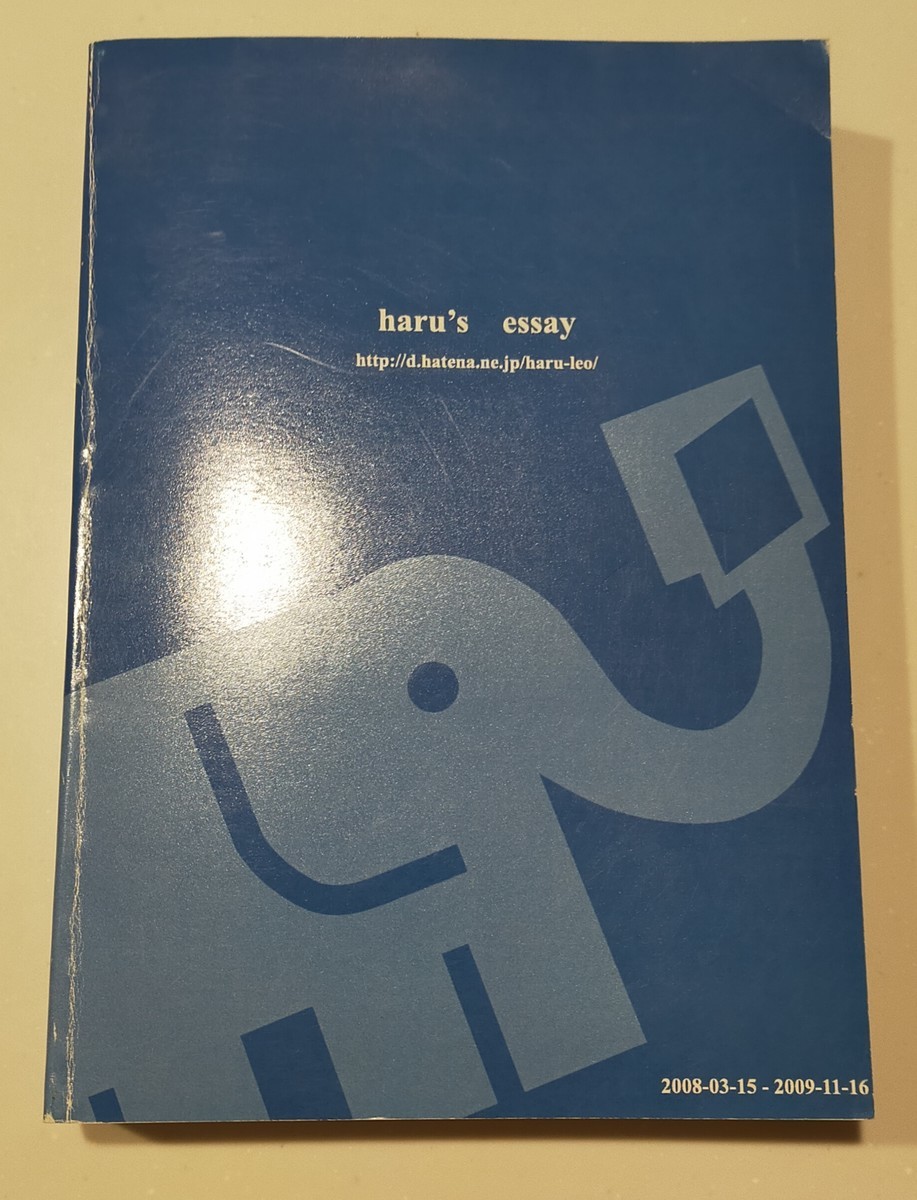 haru's essay
http://d.hatena.ne.jp/haru-leo/
2008-03-15 - 2009-11-16